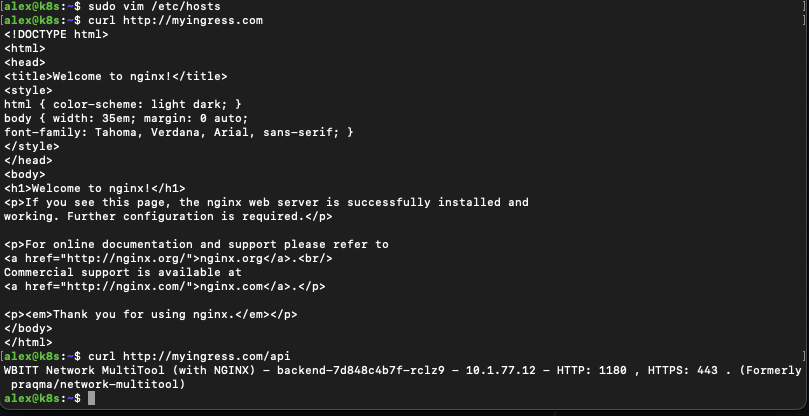 [alex@k8s:~$ sudo vim /etc/hosts ]
[alex@k8s:~$ curl http://myingress.com ]
<!DOCTYPE html>
<html>
<head>
<title>Welcome to nginx!</title>
<style>
html { color-scheme: light dark; }
body { width: 35em; margin: 0 auto;
font-family: Tahoma, Verdana, Arial, sans-serif; }
</style>
</head>
<body>
<h1>Welcome to nginx!</h1>
<p>If you see this page, the nginx web server is successfully installed and
working. Further configuration is required.</p>

<p>For online documentation and support please refer to
<a href="http://nginx.org/">nginx.org</a>.<br/>
Commercial support is available at
<a href="http://nginx.com/">nginx.com</a>.</p>

<p><em>Thank you for using nginx.</em></p>
</body>
</html>
[alex@k8s:~$ curl http://myingress.com/api ]
WBITT Network MultiTool (with NGINX) - backend-7d848c4b7f-rclz9 - 10.1.77.12 - HTTP: 1180 , HTTPS: 443 . (Formerly
praqma/network-multitool)
alex@k8s:~$